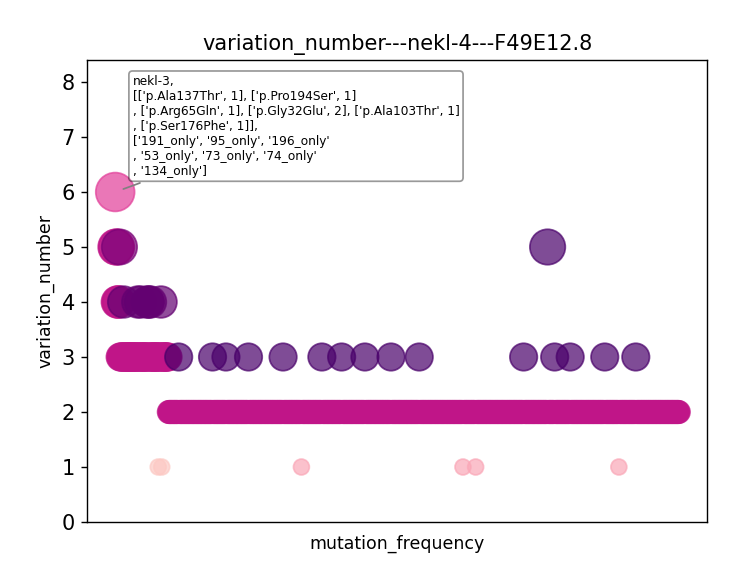 variation_number---nekl-4---F49E12.8
nekl-3,
[['p.Ala137Thr', 1], ['p.Pro194Ser', 1]
, ['p.Arg65Gln', 1], ['p.Gly32Glu', 2], ['p.Ala103Thr', 1]
, ['p.Ser176Phe', 1]],
['191_only', '95_only', '196_only'
, '53_only', '73_only', '74_only'
, '134_only']
8
7
6
5
4
3
2
1
0
variation_number
mutation_frequency